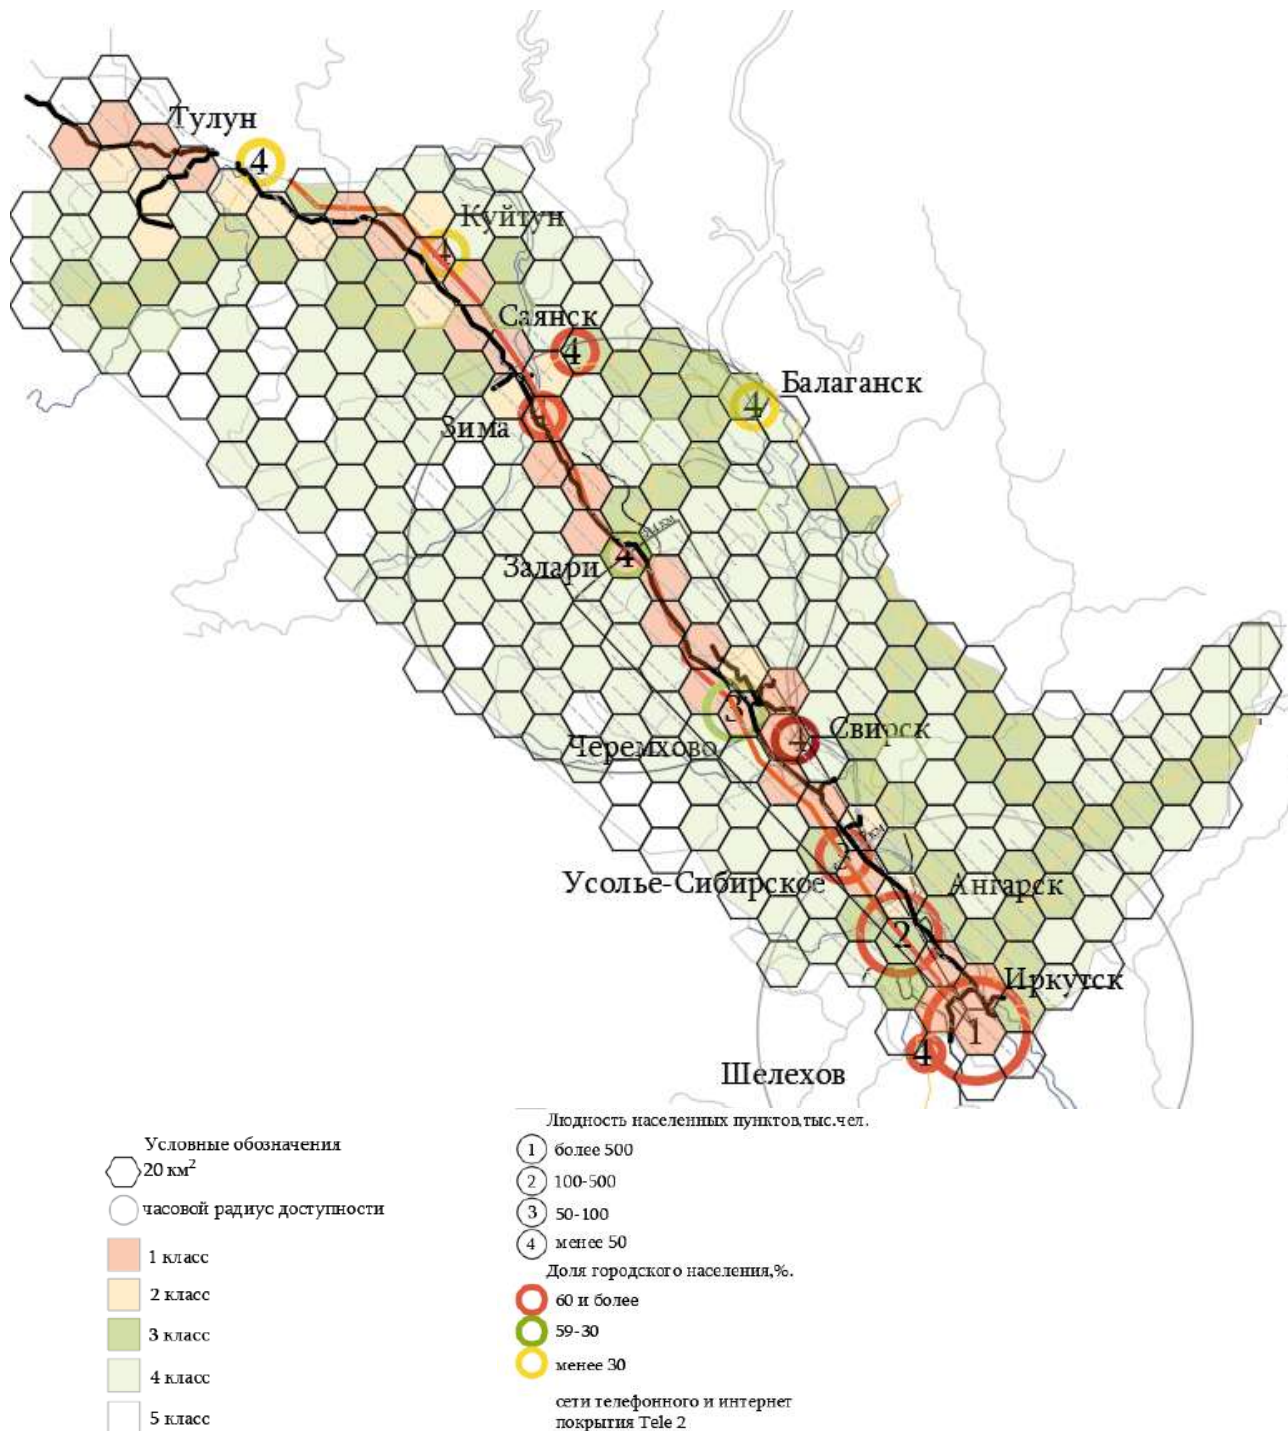 Тулун
4
Куйтун
4
Саянск
4
Балаганск
4
Зима
Залари
4
3
Черемхово
4
Свирск
Усолье-Сибирское
3
Ангарск
2
Иркутск
1
4
Шелехов
Условные обозначения
20 км²
часовой радиус доступности
1 класс
2 класс
3 класс
4 класс
5 класс
Людность населенных пунктов,тыс.чел.
1 более 500
2 100-500
3 50-100
4 менее 50
Доля городского населения,%.
60 и более
59-30
менее 30
сети телефонного и интернет
покрытия Tele 2